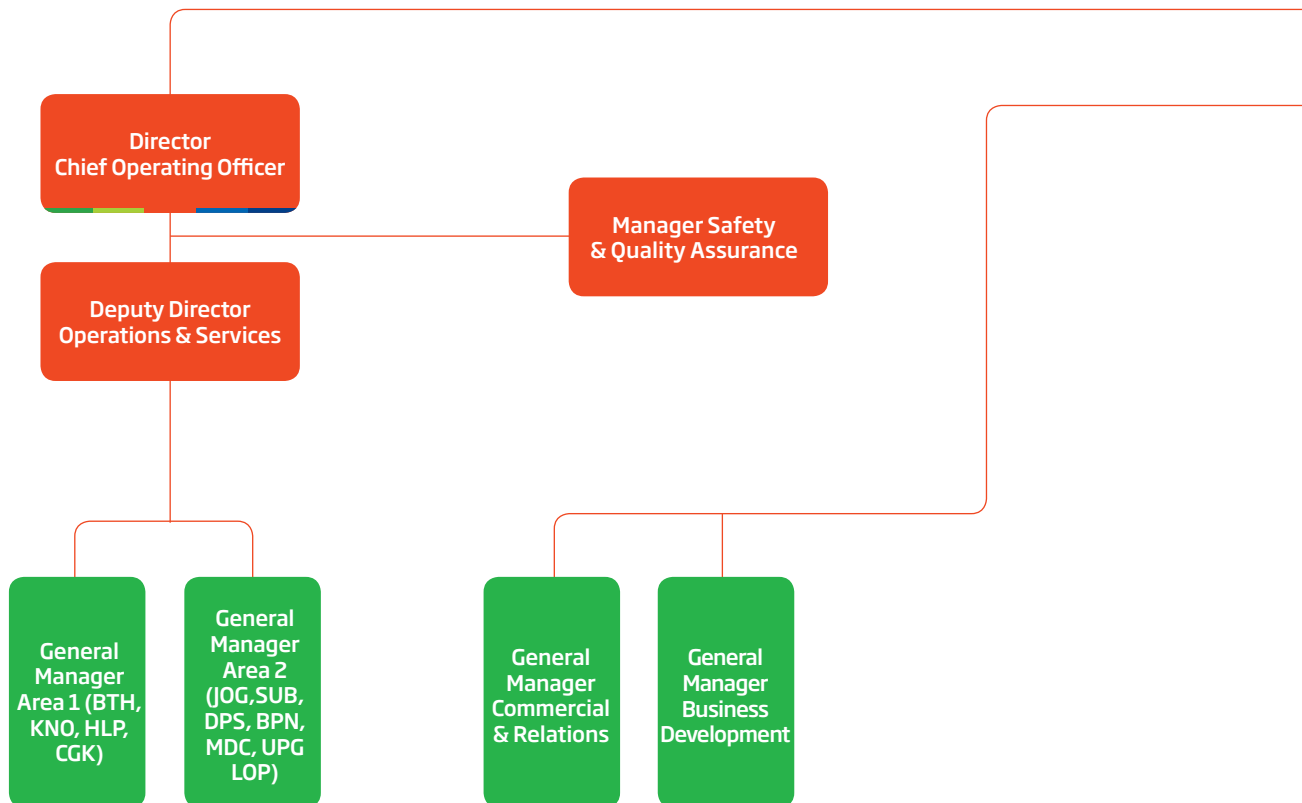 Director
Chief Operating Officer
Manager Safety
& Quality Assurance
Deputy Director
Operations & Services
General
Manager
Area 1 (BTH,
KNO, HLP,
CGK)
General
Manager
Area 2
(JOG,SUB,
DPS, BPN,
MDC, UPG
LOP)
General
Manager
Commercial
& Relations
General
Manager
Business
Development